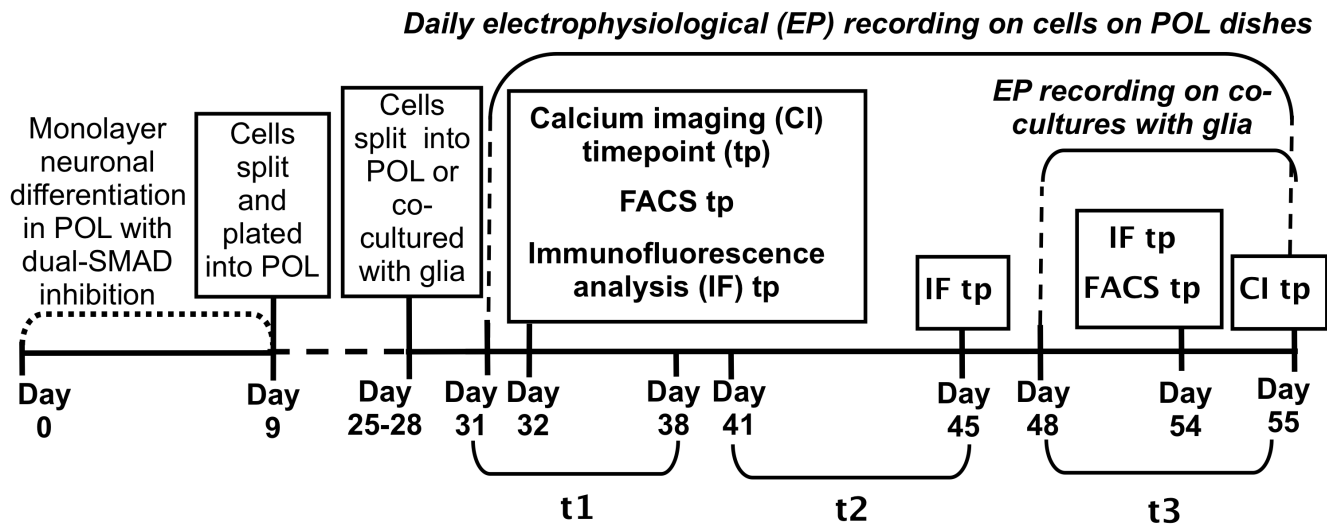 Daily electrophysiological (EP) recording on cells on POL dishes
Monolayer
neuronal
differentiation
in POL with
dual-SMAD
inhibition
Cells
split
and
plated
into POL
Cells
split into
POL or
co-
cultured
with glia
Calcium imaging (CI)
timepoint (tp)
FACS tp
Immunofluorescence
analysis (IF) tp
IF tp
EP recording on co-
cultures with glia
IF tp
FACS tp
CI tp
Day
0
Day
9
Day
25-28
Day
31
Day
32
Day
38
Day
41
Day
45
Day
48
Day
54
Day
55
t1
t2
t3